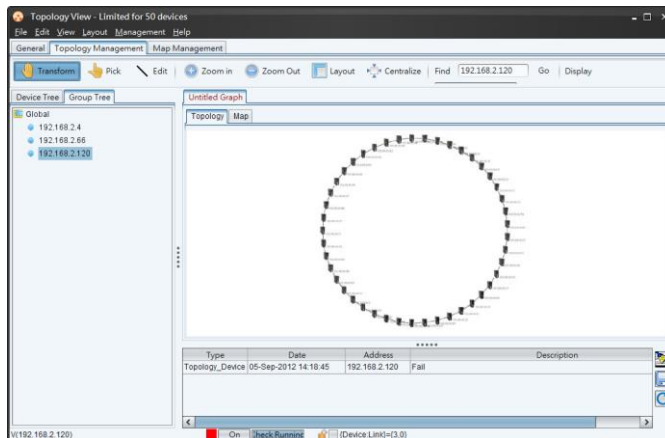 Topology View - Limited for 50 devices
File Edit View Layout Management Help
General Topology Management Map Management
Transform Pick Edit Zoom in Zoom Out Layout Centralize Find 192.168.2.120 Go Display
Device Tree Group Tree
Global
192.168.2.4
192.168.2.66
192.168.2.120
Untitled Graph
Topology Map
Type Date Address Description
Topology_Device 05-Sep-2012 14:18:45 192.168.2.120 Fail
V(192.168.2.120) On Check Running (Device:Link)=(3,0)